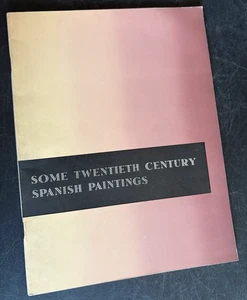 SOME TWENTIETH CENTURY
SPANISH PAINTINGS